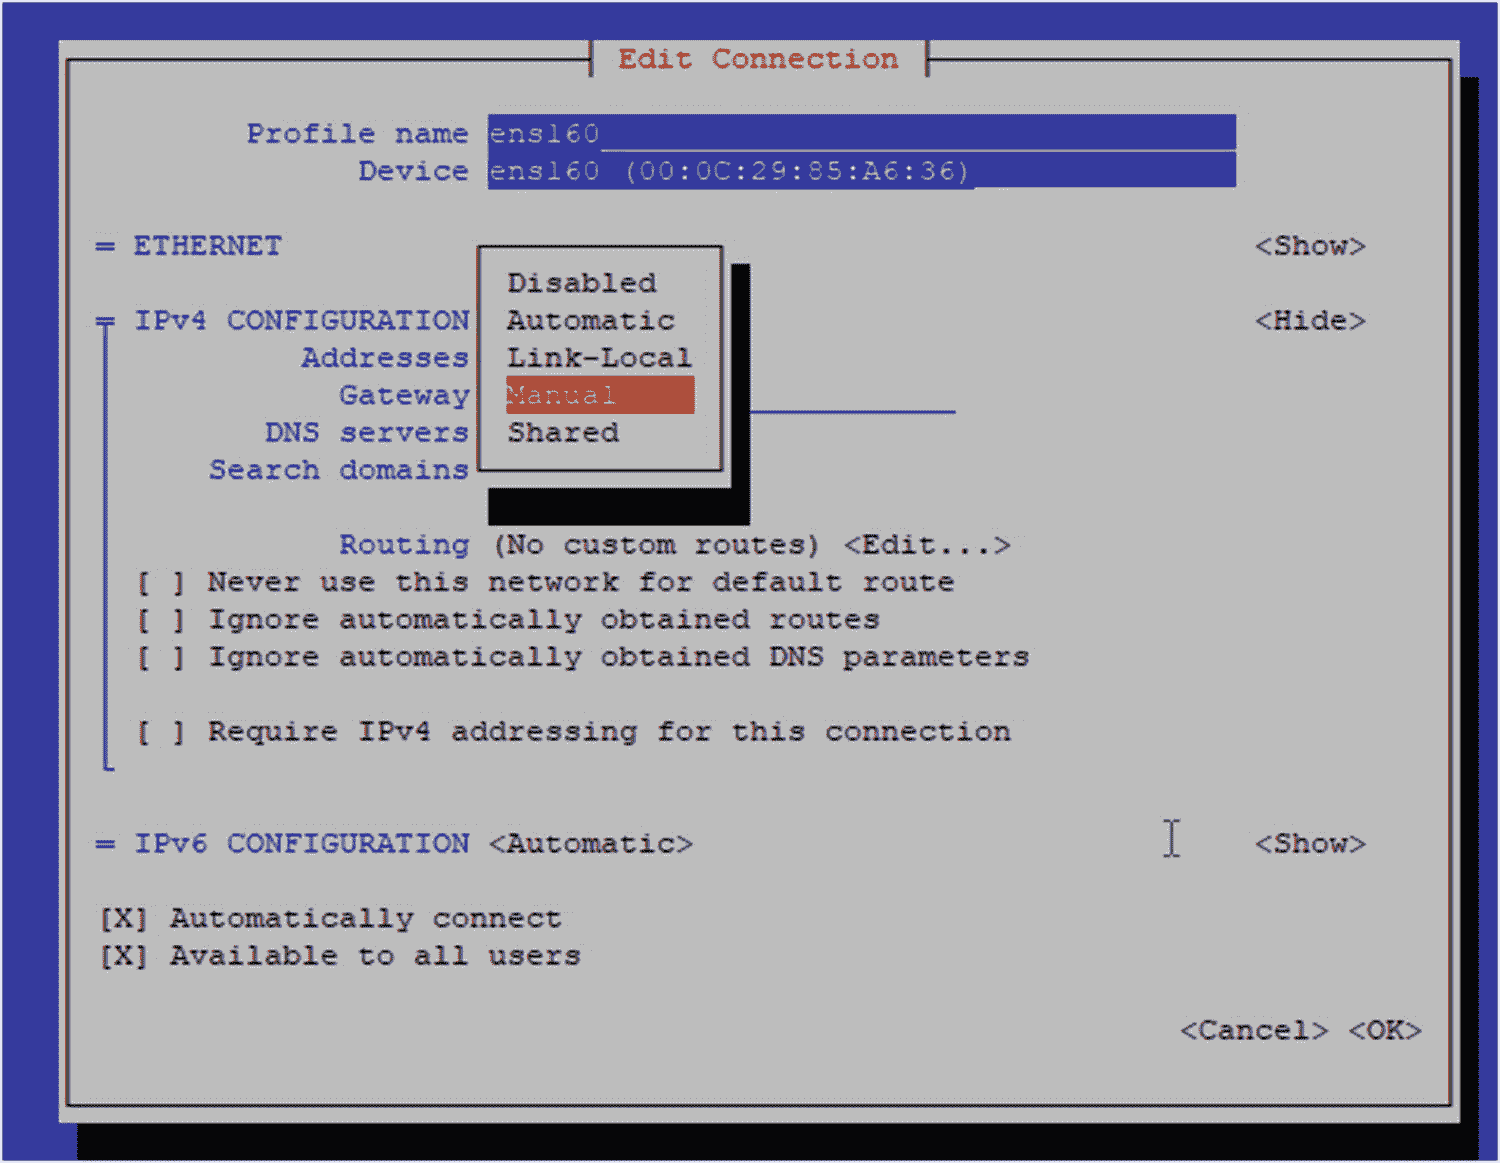 Edit Connection
Profile name ens160
Device ens160 (00:0C:29:85:A6:36)
= ETHERNET <Show>
Disabled
= IPv4 CONFIGURATION Automatic <Hide>
Addresses Link-Local
Gateway Manual
DNS servers Shared
Search domains
Routing (No custom routes) <Edit...>
[ ] Never use this network for default route
[ ] Ignore automatically obtained routes
[ ] Ignore automatically obtained DNS parameters
[ ] Require IPv4 addressing for this connection
= IPv6 CONFIGURATION <Automatic> <Show>
[X] Automatically connect
[X] Available to all users
<Cancel> <OK>